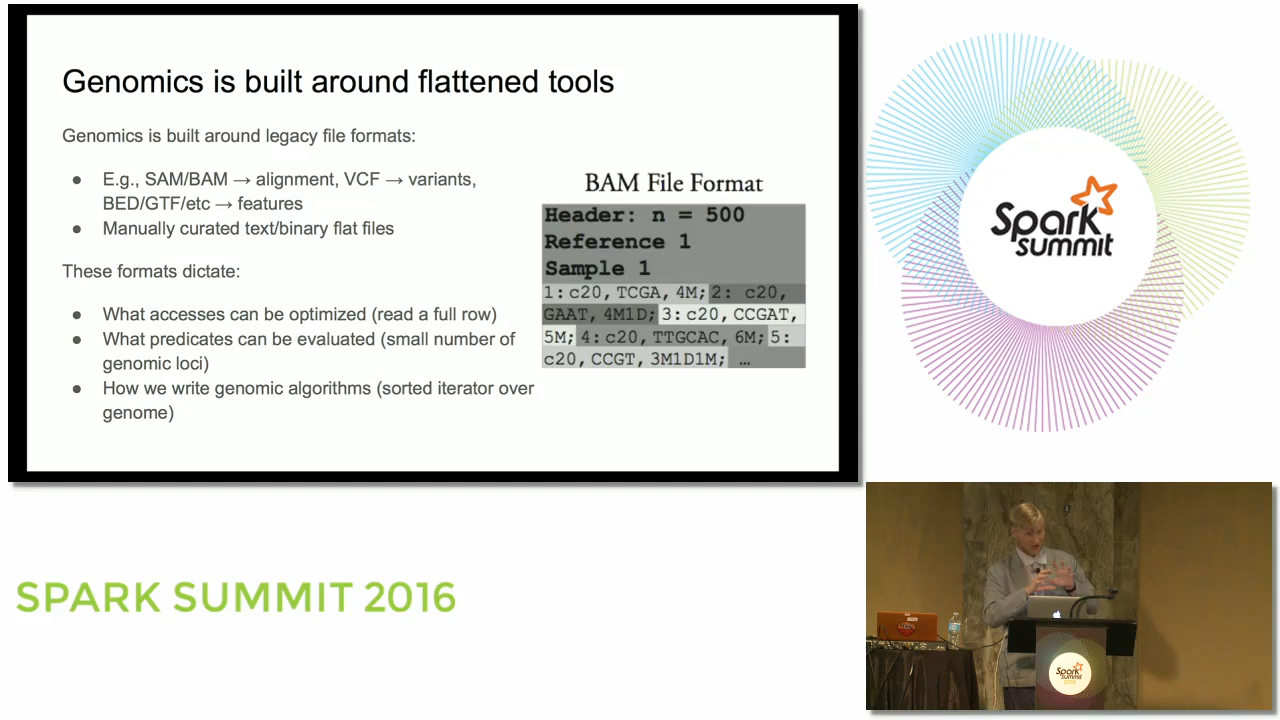 Genomics is built around flattened tools
Genomics is built around legacy file formats:
● E.g., SAM/BAM → alignment, VCF → variants,
BED/GTF/etc → features
● Manually curated text/binary flat files
These formats dictate:
● What accesses can be optimized (read a full row)
● What predicates can be evaluated (small number of
genomic loci)
● How we write genomic algorithms (sorted iterator over
genome)
BAM File Format
Header: n = 500
Reference 1
Sample 1
1: c20, TCGA, 4M; 2: c20,
GAAT, 4M1D; 3: c20, CCGAT,
5M; 4: c20, TTGCAC, 6M; 5:
c20, CCGT, 3M1D1M; …
Spark
summit
SPARK SUMMIT 2016
Spark
summit